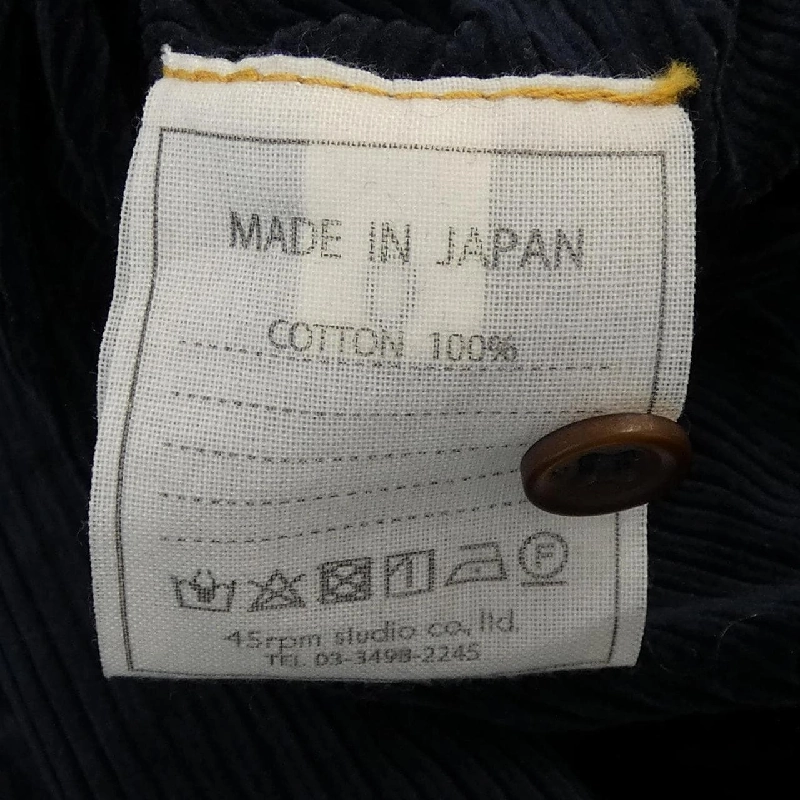 MADE IN JAPAN
COTTON 100%
F
45rpm studio co., ltd.
TEL. 03-3498-2245